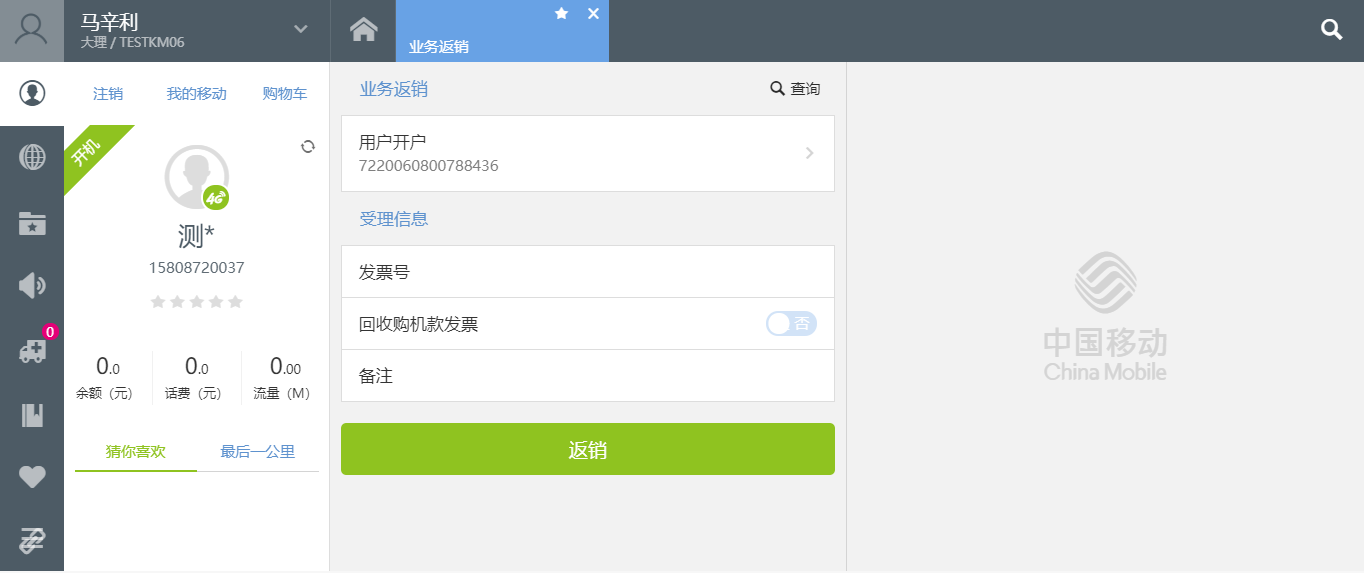 马辛利
大理 / TESTKM06
业务返销
注销
我的移动
购物车
开机
4G
测*
15808720037
0
0.0
余额（元）
0.0
话费（元）
0.00
流量（M）
猜你喜欢
最后一公里
业务返销
查询
用户开户
7220060800788436
受理信息
发票号
回收购机款发票
否
备注
返销
中国移动
China Mobile